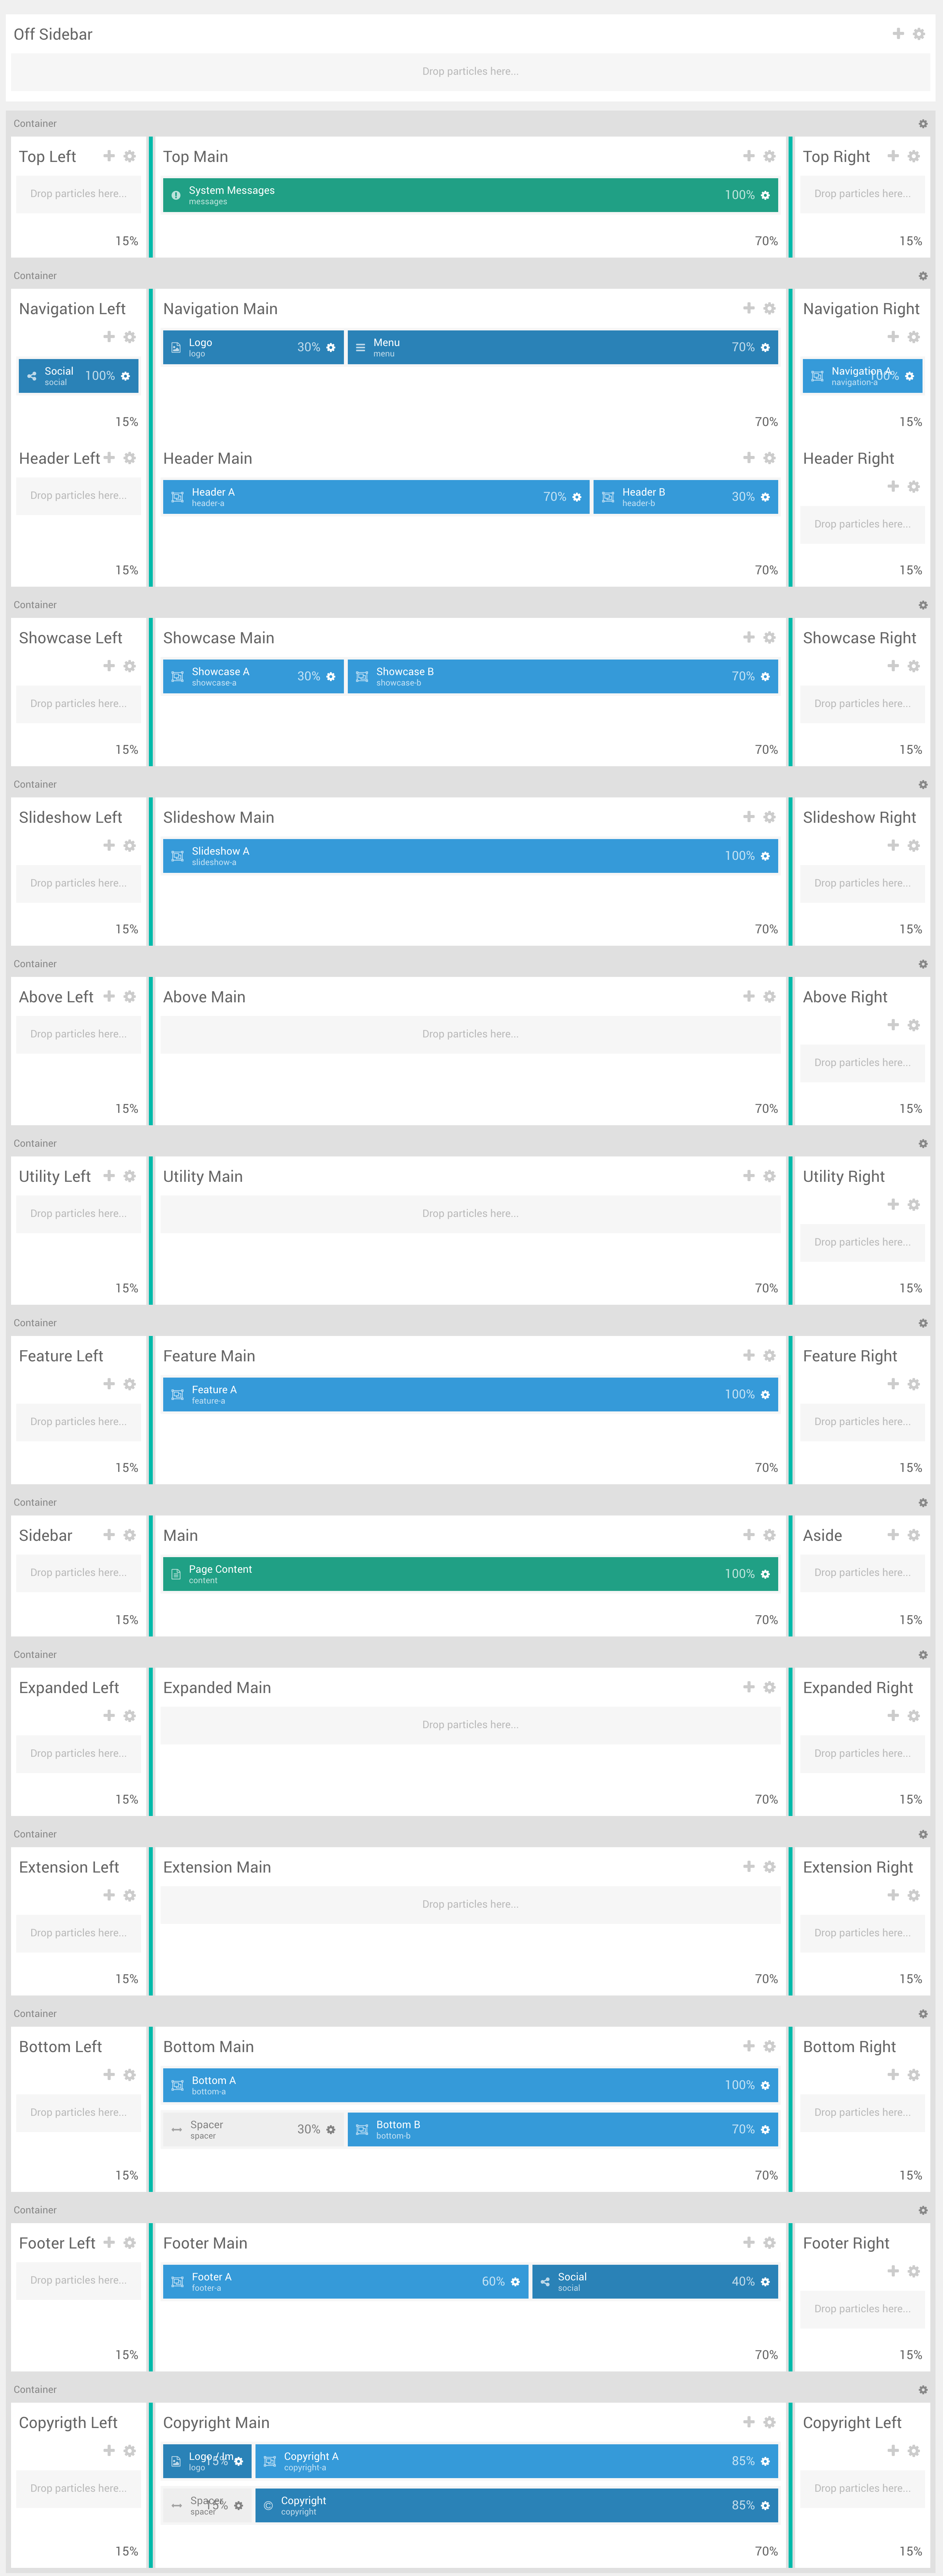 Off Sidebar
Drop particles here...
Container
Top Left
Top Main
Top Right
Drop particles here...
System Messages
messages
100%
Drop particles here...
15%
70%
15%
Container
Navigation Left
Navigation Main
Navigation Right
Logo
logo
30%
Menu
menu
70%
Social
social
100%
Navigation A
navigation-a
100%
15%
70%
15%
Header Left
Header Main
Header Right
Drop particles here...
Header A
header-a
70%
Header B
header-b
30%
Drop particles here...
15%
70%
15%
Container
Showcase Left
Showcase Main
Showcase Right
Showcase A
showcase-a
30%
Showcase B
showcase-b
70%
Drop particles here...
Drop particles here...
15%
70%
15%
Container
Slideshow Left
Slideshow Main
Slideshow Right
Slideshow A
slideshow-a
100%
Drop particles here...
Drop particles here...
15%
70%
15%
Container
Above Left
Above Main
Above Right
Drop particles here...
Drop particles here...
Drop particles here...
15%
70%
15%
Container
Utility Left
Utility Main
Utility Right
Drop particles here...
Drop particles here...
Drop particles here...
15%
70%
15%
Container
Feature Left
Feature Main
Feature Right
Feature A
feature-a
100%
Drop particles here...
Drop particles here...
15%
70%
15%
Container
Sidebar
Main
Aside
Drop particles here...
Page Content
content
100%
Drop particles here...
15%
70%
15%
Container
Expanded Left
Expanded Main
Expanded Right
Drop particles here...
Drop particles here...
Drop particles here...
15%
70%
15%
Container
Extension Left
Extension Main
Extension Right
Drop particles here...
Drop particles here...
Drop particles here...
15%
70%
15%
Container
Bottom Left
Bottom Main
Bottom Right
Bottom A
bottom-a
100%
Drop particles here...
Drop particles here...
Spacer
spacer
30%
Bottom B
bottom-b
70%
15%
70%
15%
Container
Footer Left
Footer Main
Footer Right
Drop particles here...
Footer A
footer-a
60%
Social
social
40%
Drop particles here...
15%
70%
15%
Container
Copyrigth Left
Copyright Main
Copyright Left
Logo / Im
logo
15%
Copyright A
copyright-a
85%
Drop particles here...
Drop particles here...
Spacer
spacer
15%
Copyright
copyright
85%
15%
70%
15%